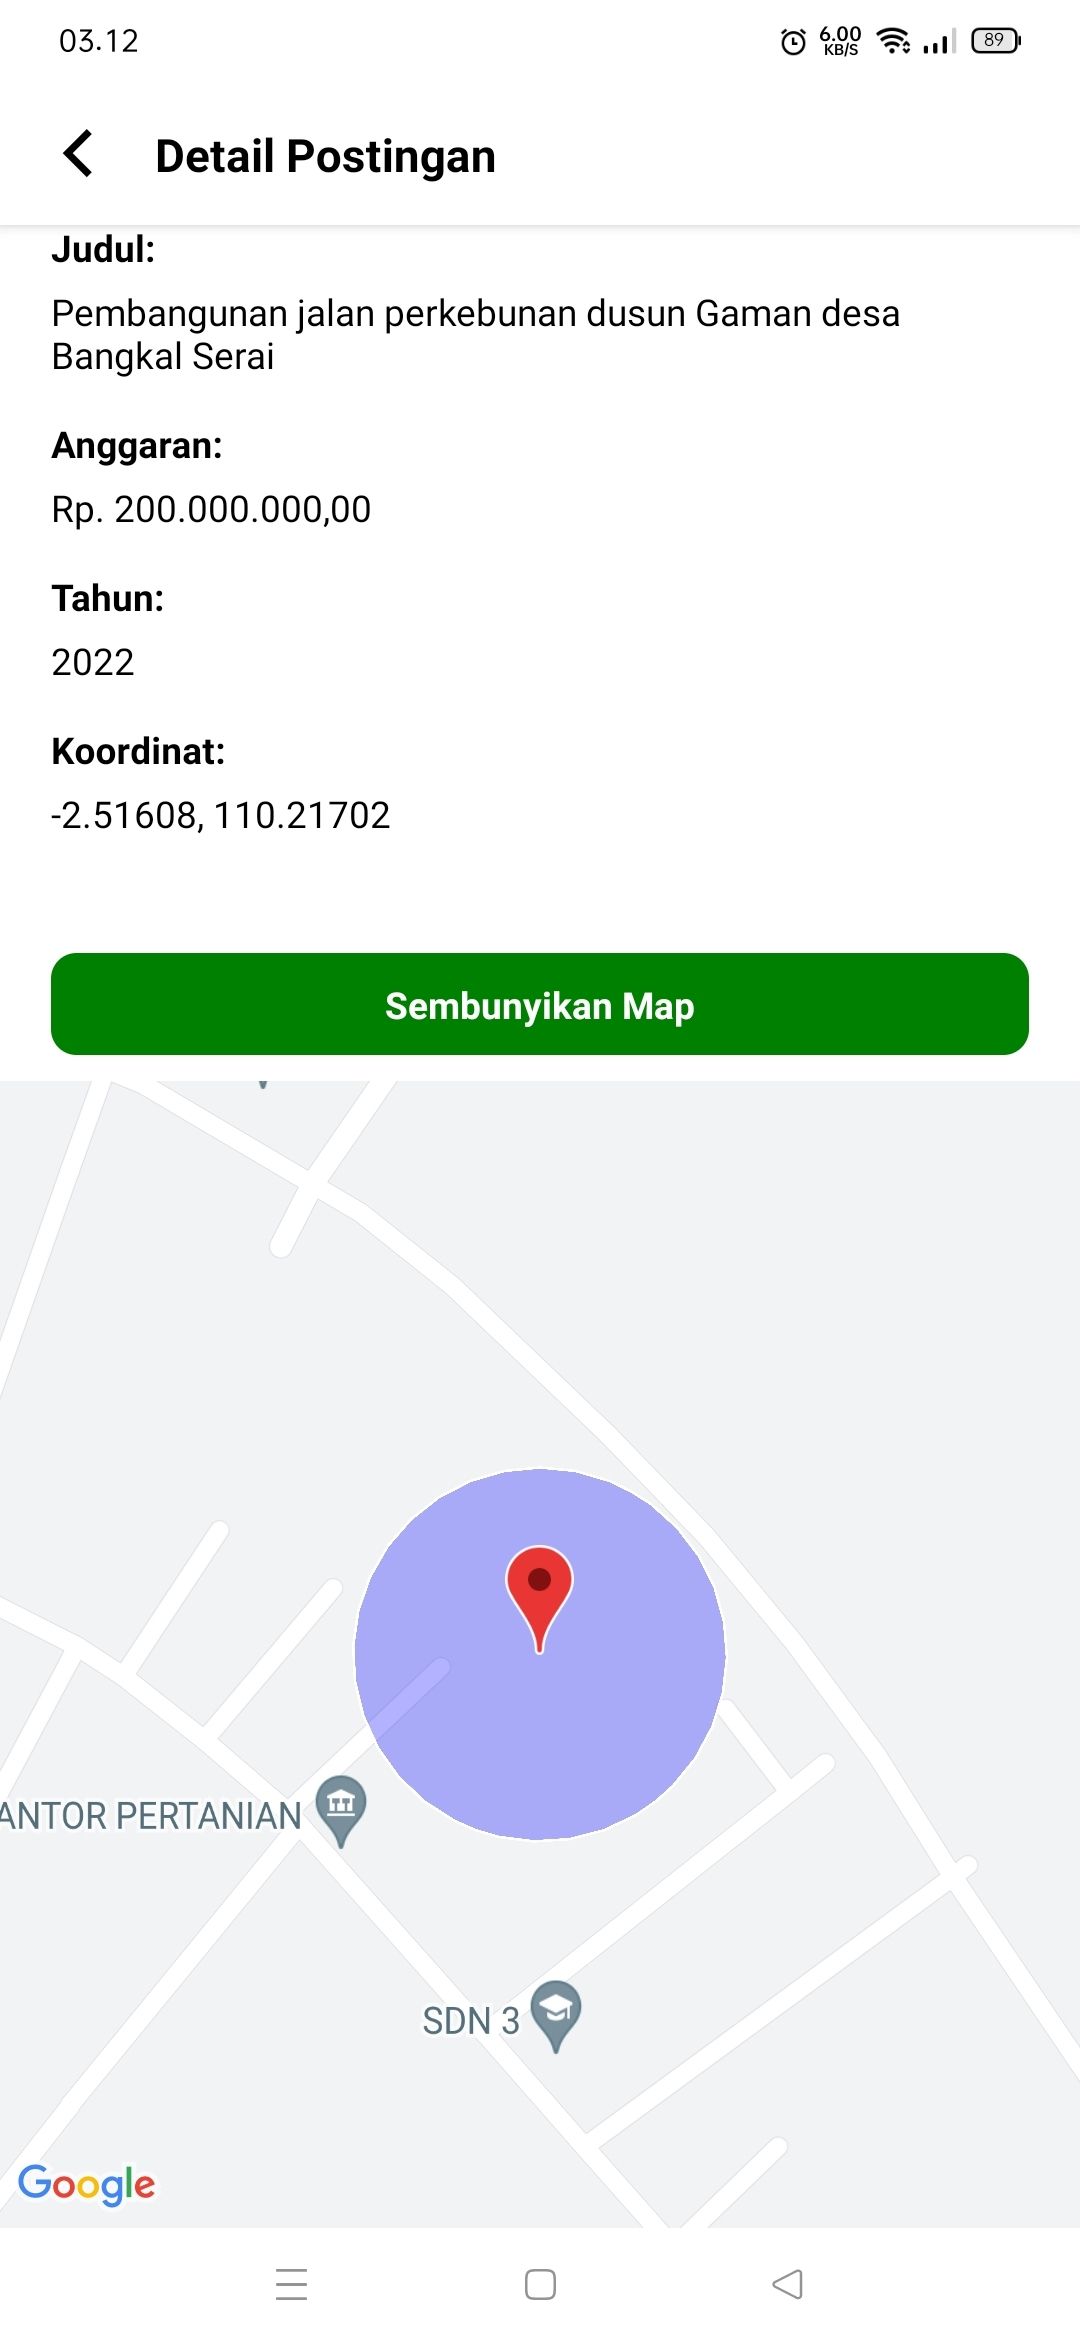 03.12
6.00
KB/S
89
Detail Postingan
Judul:
Pembangunan jalan perkebunan dusun Gaman desa
Bangkal Serai
Anggaran:
Rp. 200.000.000,00
Tahun:
2022
Koordinat:
-2.51608, 110.21702
Sembunyikan Map
ANTOR PERTANIAN
SDN 3
Google